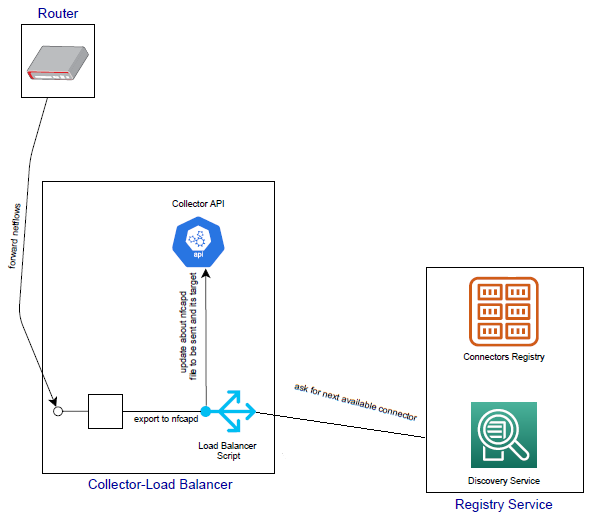 Router
forward netflows
Collector API
api
update about nfcapd
file to be sent and its target
export to nfcapd
Load Balancer
Script
Collector-Load Balancer
ask for next available connector
Connectors Registry
Discovery Service
Registry Service